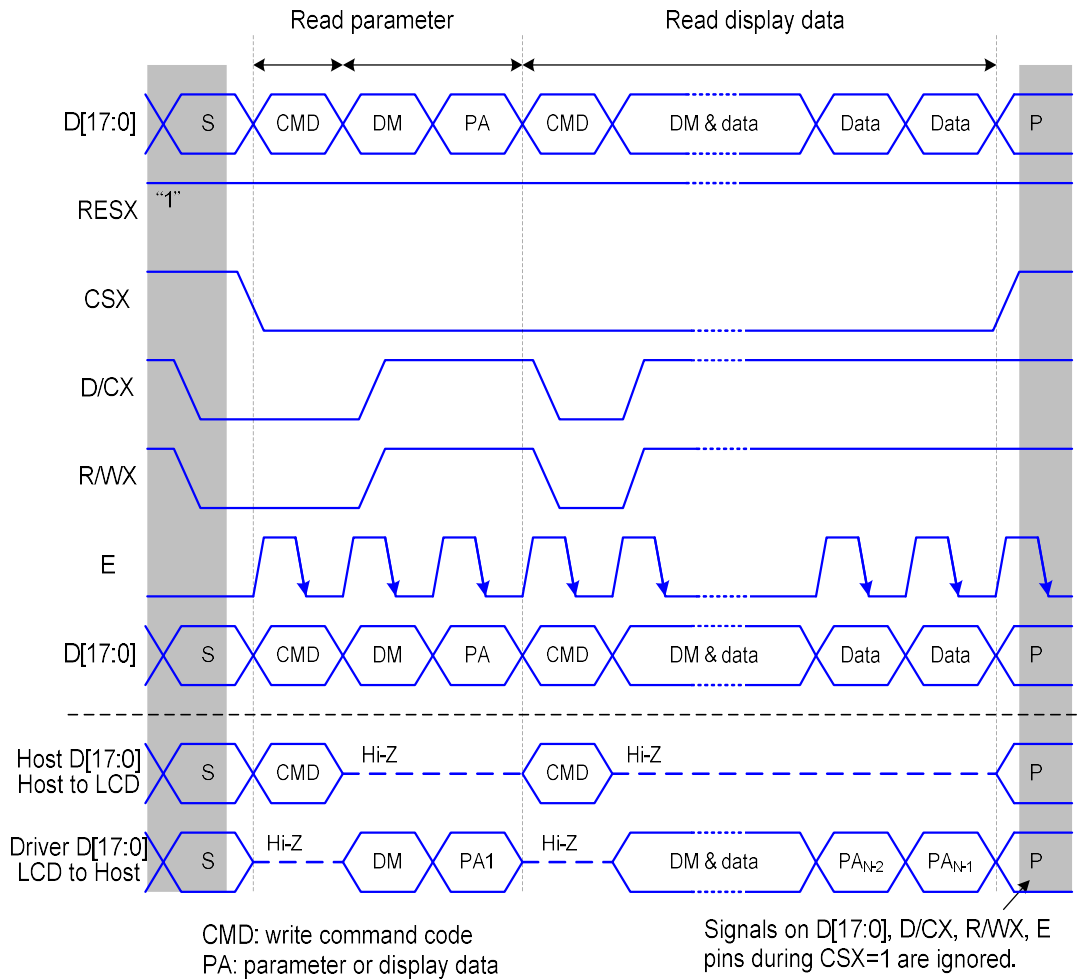 Read parameter
Read display data
D[17:0]
S
CMD
DM
PA
CMD
DM & data
Data
Data
P
"1"
RESX
CSX
D/CX
R/WX
E
D[17:0]
S
CMD
DM
PA
CMD
DM & data
Data
Data
P
Host D[17:0]
Host to LCD
S
CMD
Hi-Z
CMD
Hi-Z
P
Driver D[17:0]
LCD to Host
S
Hi-Z
DM
PA1
Hi-Z
DM & data
PAN-2
PAN-1
P
CMD: write command code
PA: parameter or display data
Signals on D[17:0], D/CX, R/WX, E
pins during CSX=1 are ignored.